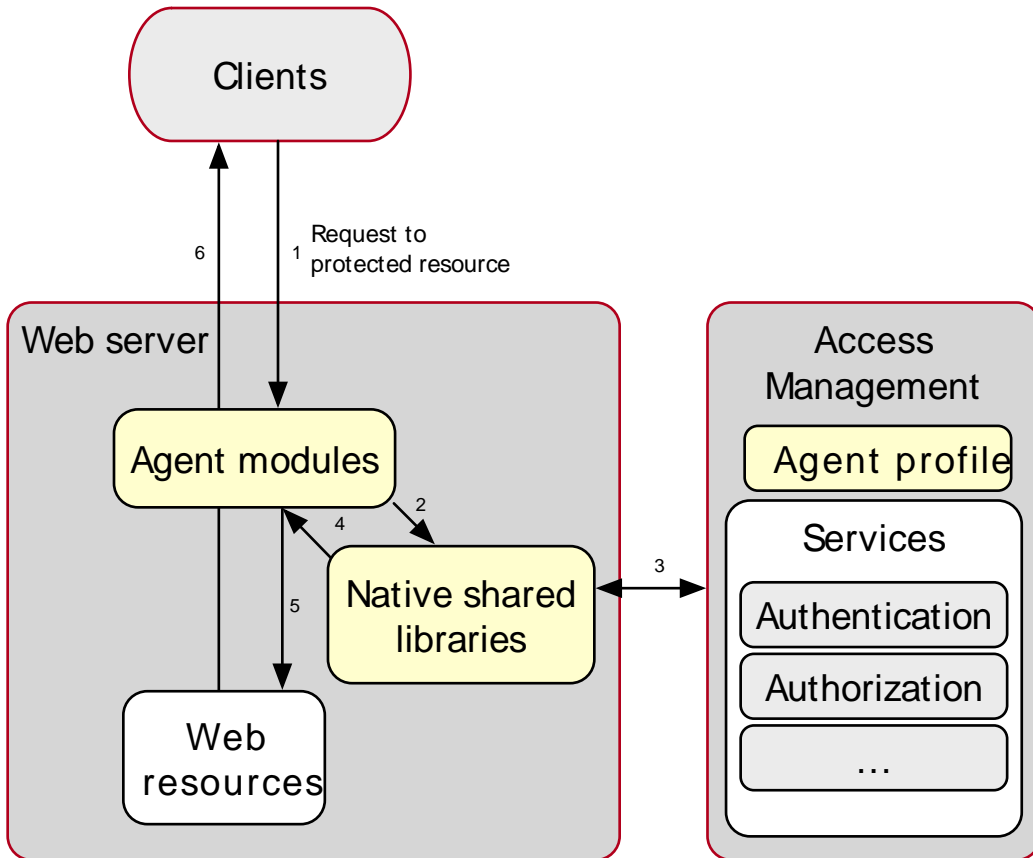 Clients
6
1
Request to
protected resource
Web server
Agent modules
2
4
5
Native shared
libraries
3
Web
resources
Access
Management
Agent profile
Services
Authentication
Authorization
...